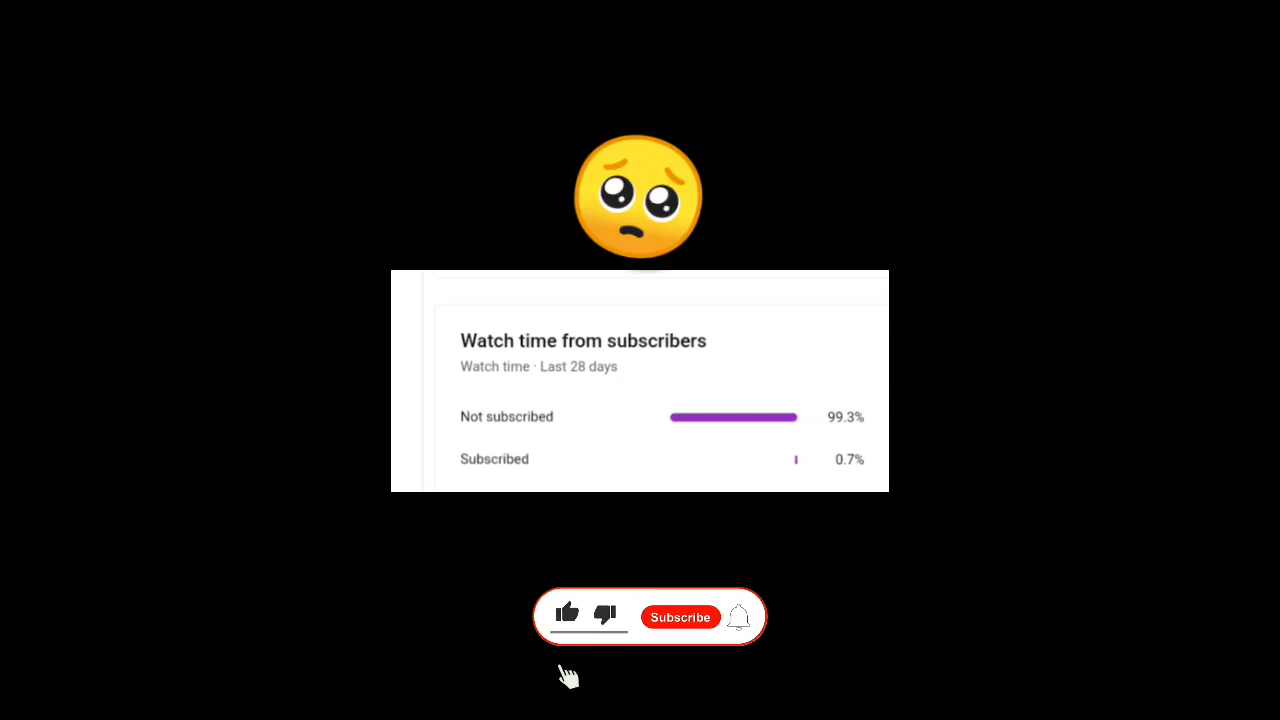 Watch time from subscribers
Watch time · Last 28 days
Not subscribed 99.3%
Subscribed 0.7%
Subscribe